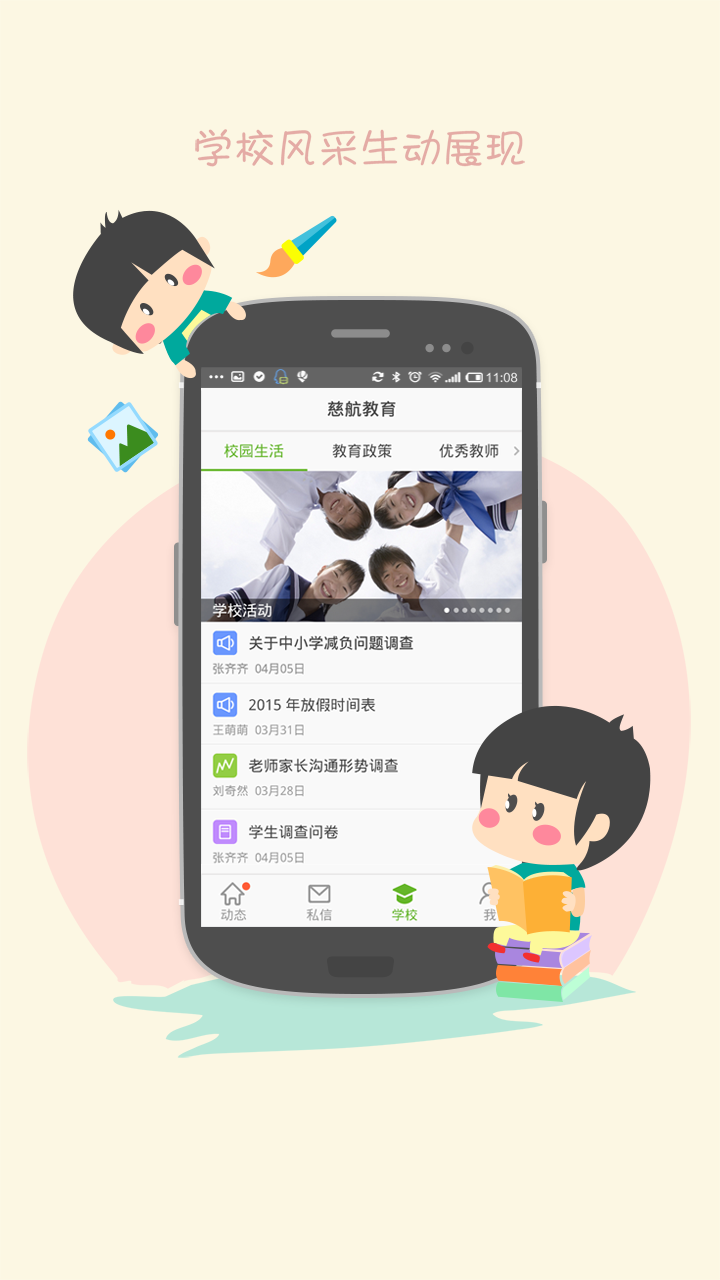 学校风采生动展现
11:08
慈航教育
校园生活 教育政策 优秀教师
学校活动
关于中小学减负问题调查
张齐齐 04月05日
2015 年放假时间表
王萌萌 03月31日
老师家长沟通形势调查
刘奇然 03月28日
学生调查问卷
张齐齐 04月05日
动态 私信 学校 我